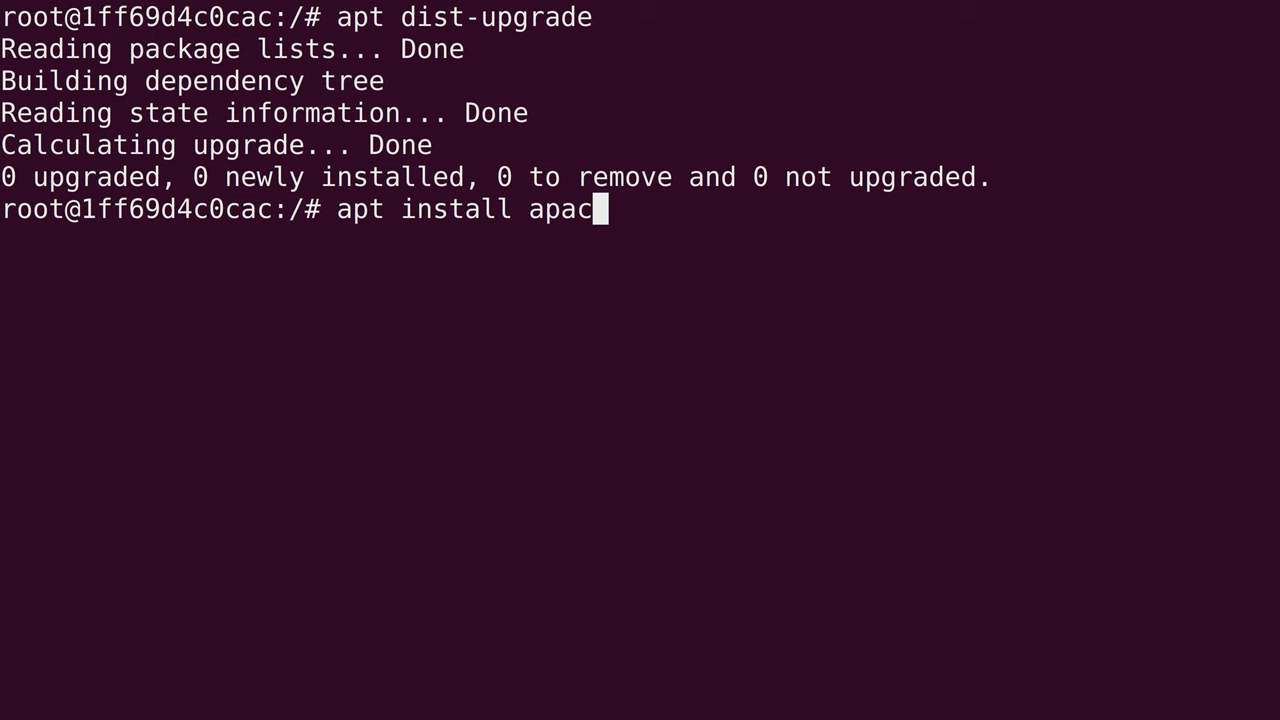 root@1ff69d4c0cac:/# apt dist-upgrade
Reading package lists... Done
Building dependency tree
Reading state information... Done
Calculating upgrade... Done
0 upgraded, 0 newly installed, 0 to remove and 0 not upgraded.
root@1ff69d4c0cac:/# apt install apac